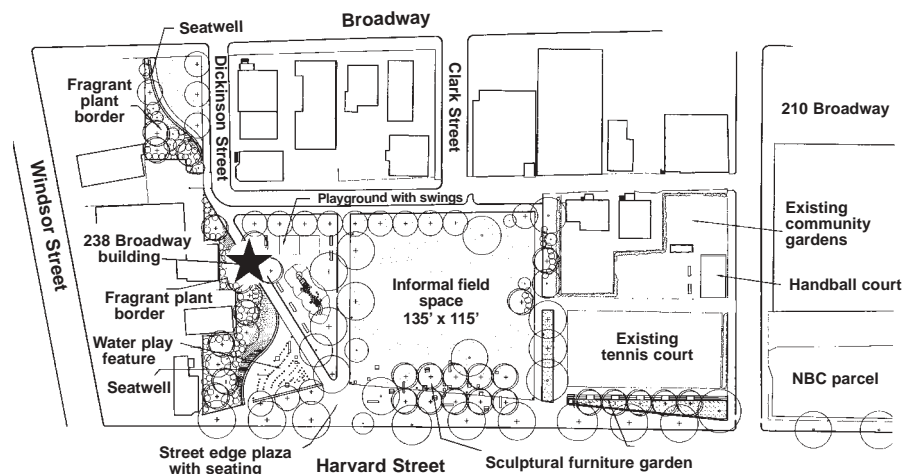 Broadway
Seatwell
Fragrant
plant
border
Dickinson Street
Clark Street
210 Broadway
Windsor Street
Playground with swings
238 Broadway
building
Existing
community
gardens
Informal field
space
135' x 115'
Handball court
Fragrant plant
border
Water play
feature
Existing
tennis court
Seatwell
NBC parcel
Street edge plaza
with seating
Harvard Street
Sculptural furniture garden